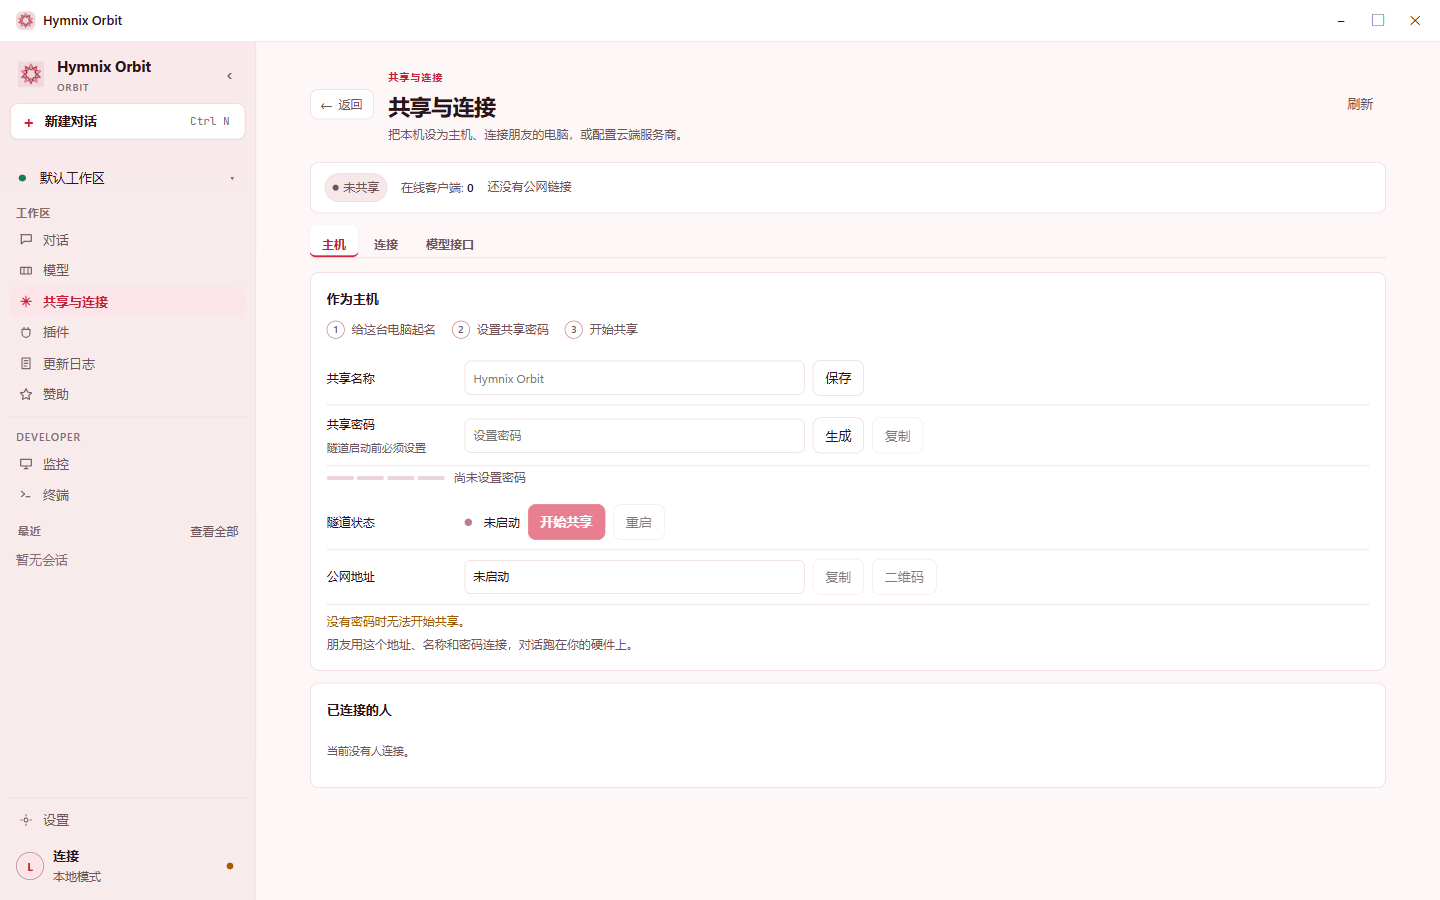 Hymnix Orbit
Hymnix Orbit
ORBIT
+ 新建对话 Ctrl N
默认工作区
工作区
对话
模型
共享与连接
插件
更新日志
赞助
DEVELOPER
监控
终端
最近 查看全部
暂无会话
设置
L
连接
本地模式
← 返回
共享与连接
共享与连接
把本机设为主机、连接朋友的电脑，或配置云端服务商。
刷新
未共享 在线客户端: 0 还没有公网链接
主机 连接 模型接口
作为主机
1 给这台电脑起名 2 设置共享密码 3 开始共享
共享名称 Hymnix Orbit 保存
共享密码
隧道启动前必须设置
设置密码 生成 复制
尚未设置密码
隧道状态 未启动 开始共享 重启
公网地址 未启动 复制 二维码
没有密码时无法开始共享。
朋友用这个地址、名称和密码连接，对话跑在你的硬件上。
已连接的人
当前没有人连接。